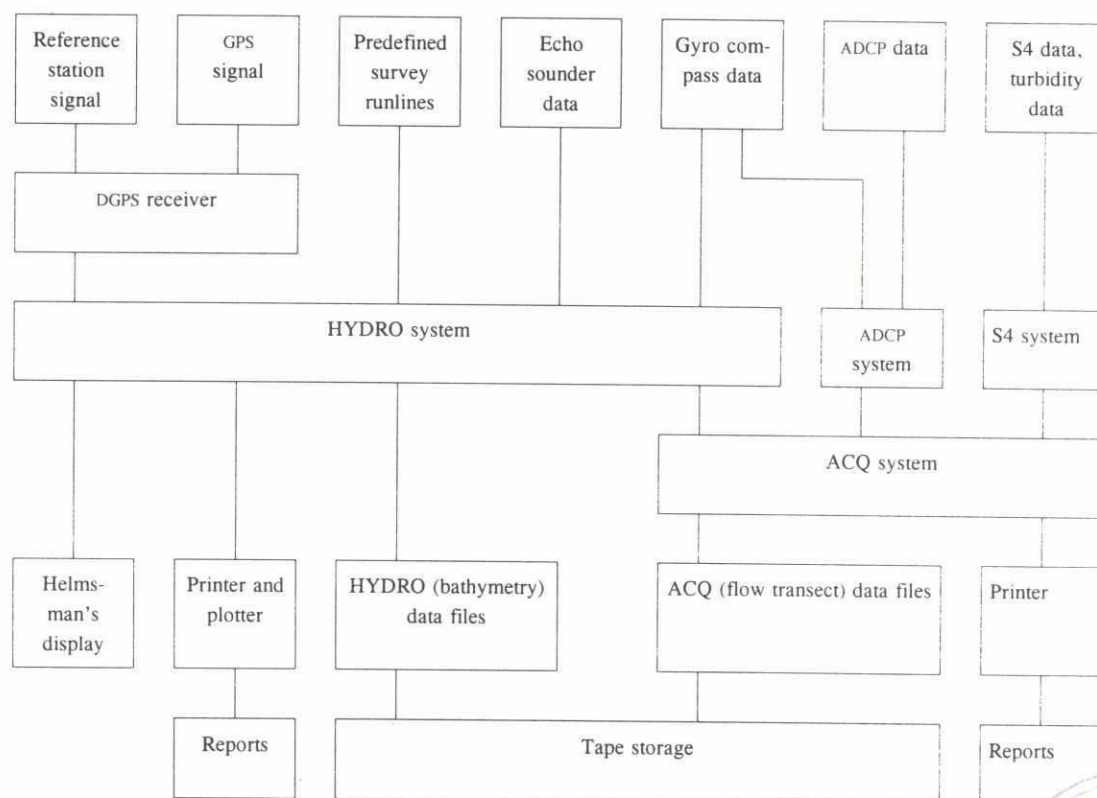 Reference
station
signal
GPS
signal
Predefined
survey
runlines
Echo
sounder
data
Gyro com-
pass data
ADCP data
S4 data,
turbidity
data
DGPS receiver
HYDRO system
ADCP
system
S4 system
ACQ system
Helms-
man's
display
Printer and
plotter
HYDRO (bathymetry)
data files
ACQ (flow transect) data files
Printer
Reports
Tape storage
Reports